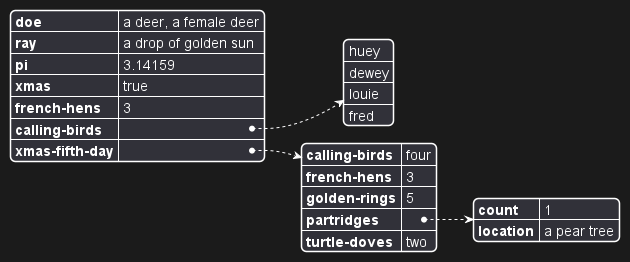 doe a deer, a female deer
ray a drop of golden sun
pi 3.14159
xmas true
french-hens 3
calling-birds
xmas-fifth-day
huey
dewey
louie
fred
calling-birds four
french-hens 3
golden-rings 5
partridges
turtle-doves two
count 1
location a pear tree